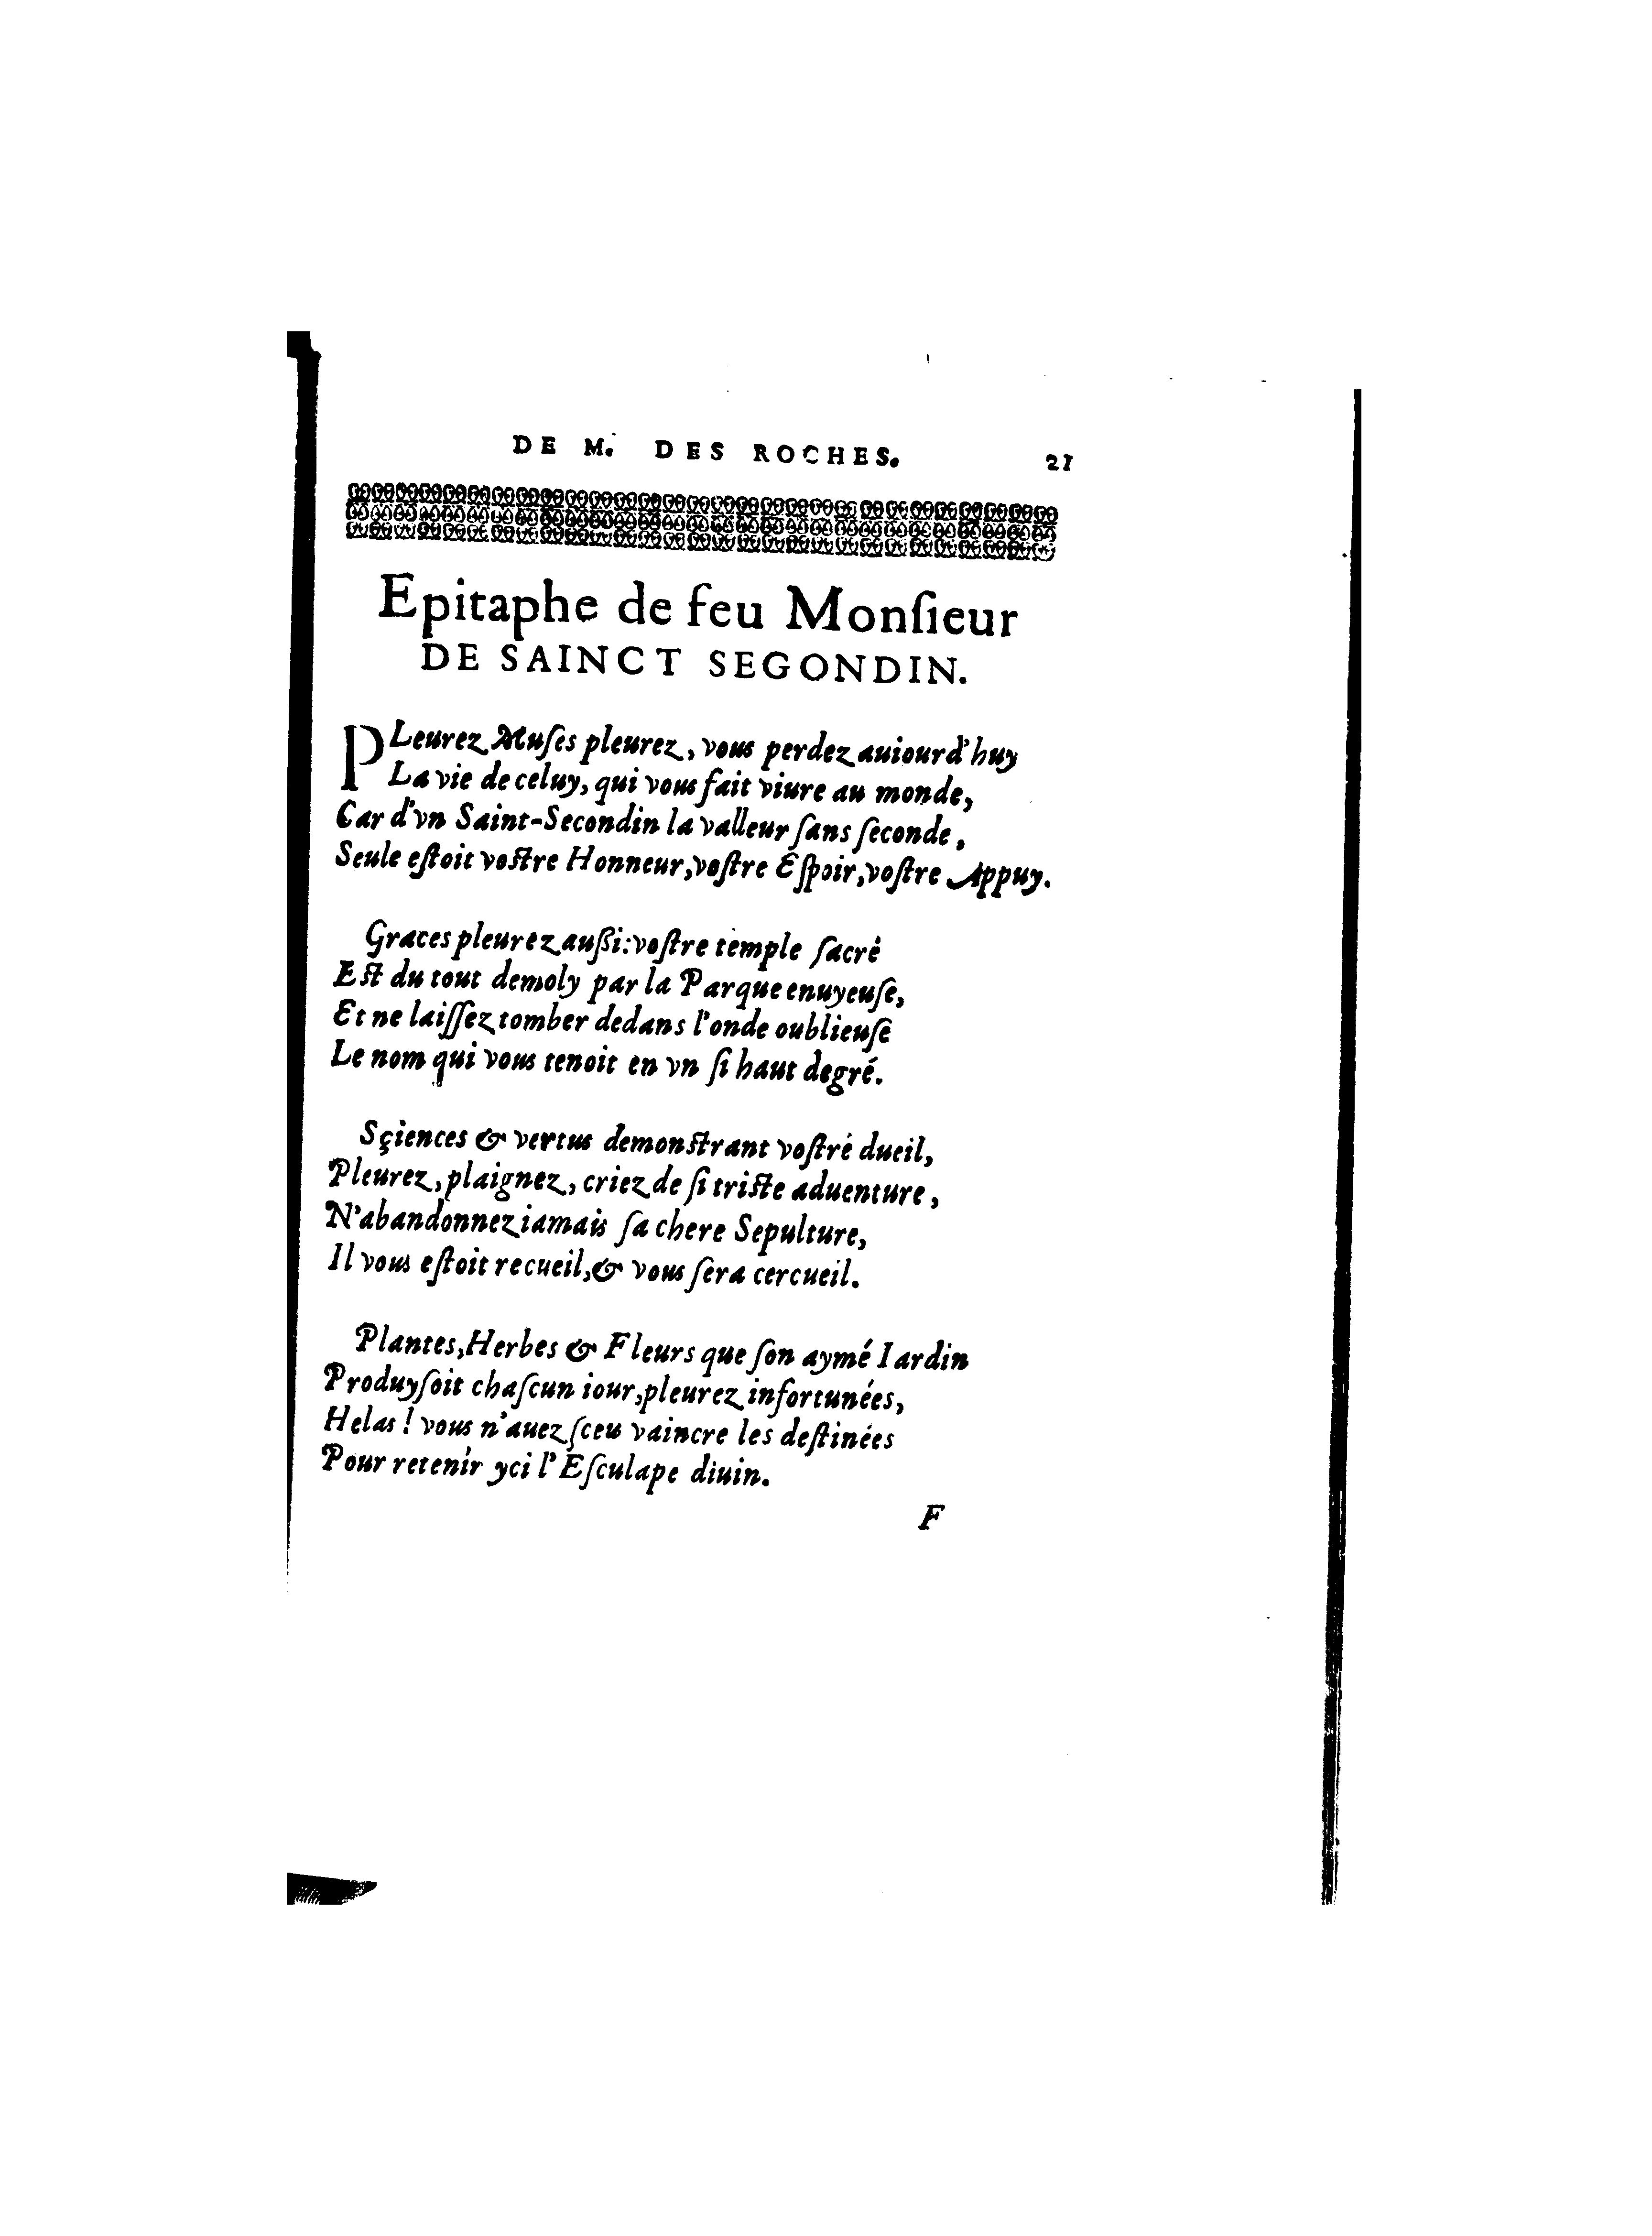 DE M. DES ROCHES. 21
Epitaphe de feu Monſieur
DE SAINCT SEGONDIN.
PLeurez Muſes pleurez, vous perdez auiourd'huy
La vie de celuy, qui vous fait viure au monde,
Car d'vn Saint-Secondin la valleur ſans ſeconde,
Seule eſtoit voſtre Honneur, voſtre Eſpoir, voſtre Appuy.
Graces pleurez außi: voſtre temple ſacré
Eſt du tout demoly par la Parque enuyeuſe,
Et ne laiſſez tomber dedans l'onde oublieuſe
Le nom qui vous tenoit en vn ſi haut degré.
Sçiences & vertus demonſtrant voſtré dueil,
Pleurez, plaignez, criez de ſi triſte aduenture,
N'abandonnez iamais ſa chere Sepulture,
Il vous eſtoit recueil, & vous ſera cercueil.
Plantes, Herbes & Fleurs que ſon aymé Iardin
Produyſoit chaſcun iour, pleurez infortunées,
Helas! vous n'auez ſceu vaincre les deſtinées
Pour retenir yci l'Eſculape diuin.
F